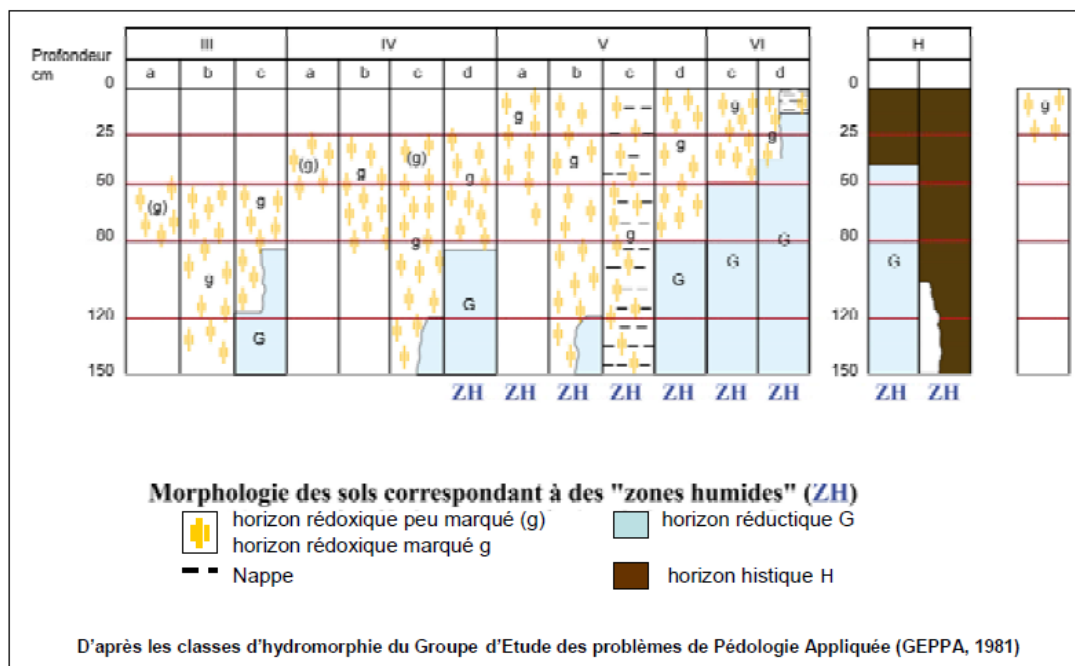 III IV V VI H
Profondeur
cm
a b c a b c d a b c d c d
0 0
g g g
(g) (g) g g g g
25 25
g
50 50
(g) g
80 80
g g g G G G G
G
120 120
G
150 150
ZH ZH ZH ZH ZH ZH ZH ZH ZH
Morphologie des sols correspondant à des "zones humides" (ZH)
horizon rédoxique peu marqué (g) horizon réductique G
horizon rédoxique marqué g
Nappe horizon histique H
D'après les classes d'hydromorphie du Groupe d'Etude des problèmes de Pédologie Appliquée (GEPPA, 1981)